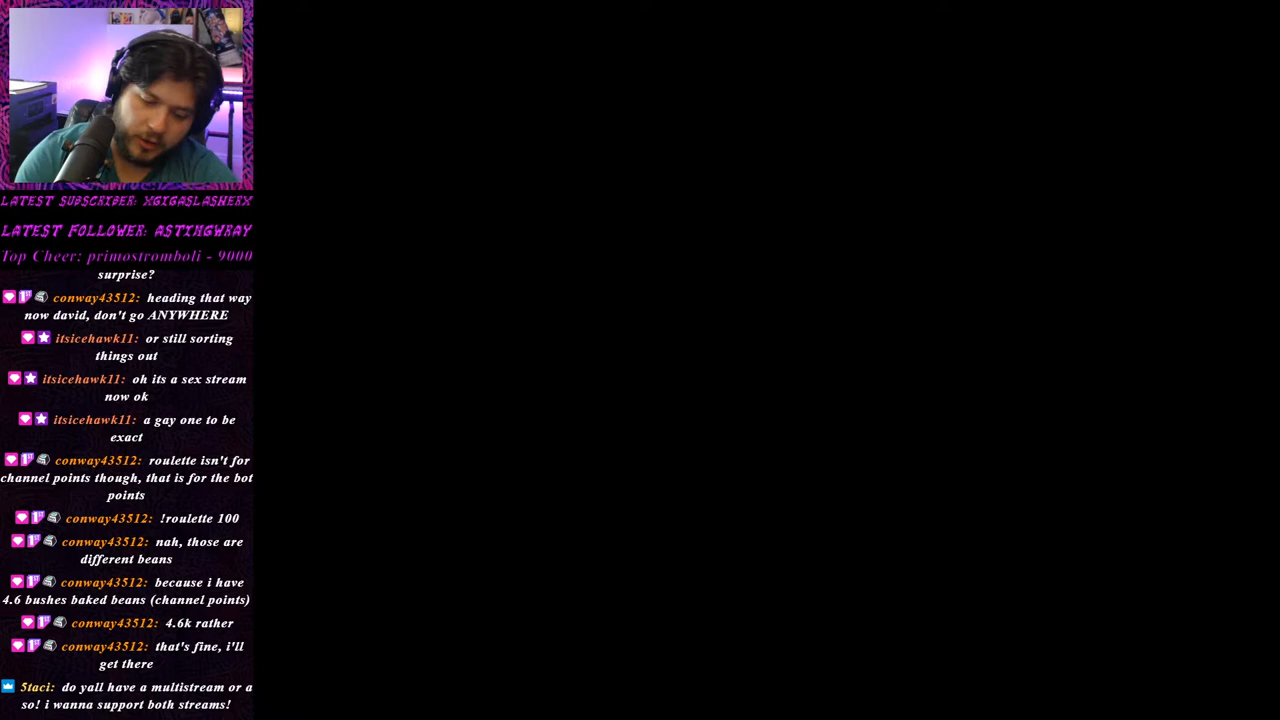 LATEST SUBSCRIBER: XGIGASLASHERX
LATEST FOLLOWER: ASTINGWRAY
Top Cheer: primostromboli - 9000
surprise?
conway43512: heading that way
now david, don't go ANYWHERE
itsicehawk11: or still sorting
things out
itsicehawk11: oh its a sex stream
now ok
itsicehawk11: a gay one to be
exact
conway43512: roulette isn't for
channel points though, that is for the bot
points
conway43512: !roulette 100
conway43512: nah, those are
different beans
conway43512: because i have
4.6 bushes baked beans (channel points)
conway43512: 4.6k rather
conway43512: that's fine, i'll
get there
5taci: do yall have a multistream or a
so! i wanna support both streams!